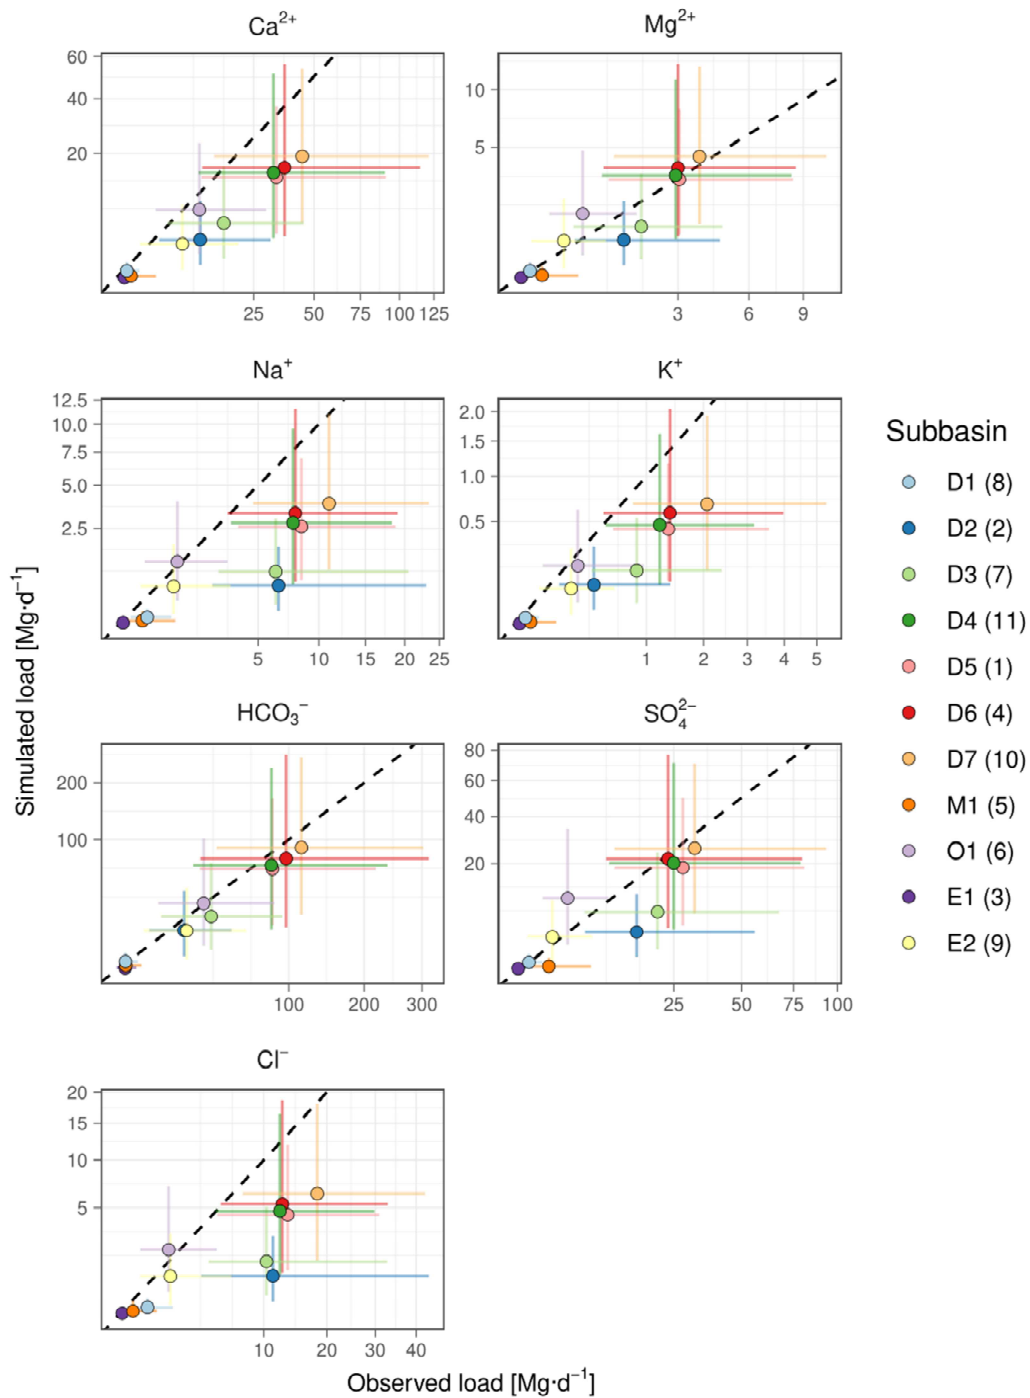 Ca²⁺
Mg²⁺
60
40
20
25 50 75 100 125
10
5
3 6 9
Na⁺
K⁺
12.5
10.0
7.5
5.0
2.5
5 10 15 20 25
2.0
1.5
1.0
0.5
1 2 3 4 5
HCO₃⁻
SO₄²⁻
200
100
100 200 300
80
60
40
20
25 50 75 100
Cl⁻
20
15
10
5
10 20 30 40
Simulated load [Mg·d⁻¹]
Observed load [Mg·d⁻¹]
Subbasin
D1 (8)
D2 (2)
D3 (7)
D4 (11)
D5 (1)
D6 (4)
D7 (10)
M1 (5)
O1 (6)
E1 (3)
E2 (9)